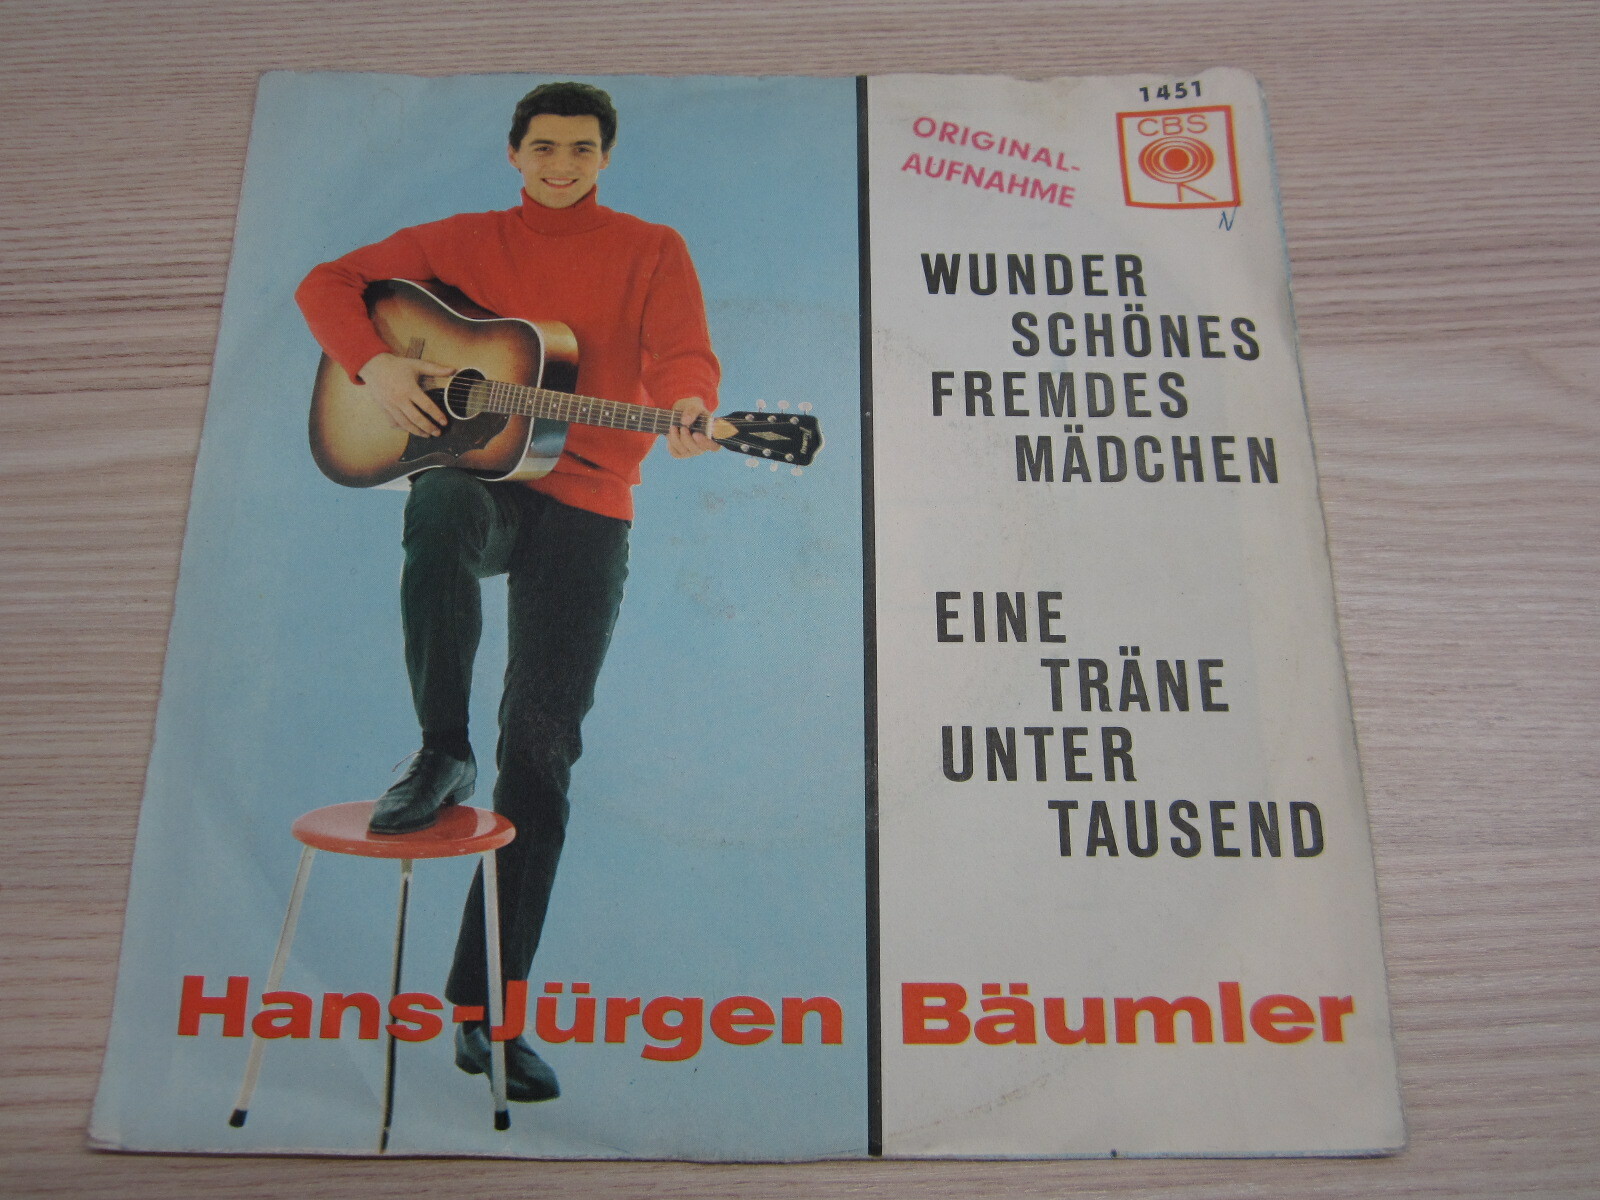 1451
ORIGINAL-
AUFNAHME
CBS
N
WUNDER
SCHÖNES
FREMDES
MÄDCHEN
EINE
TRÄNE
UNTER
TAUSEND
Hans-Jürgen Bäumler